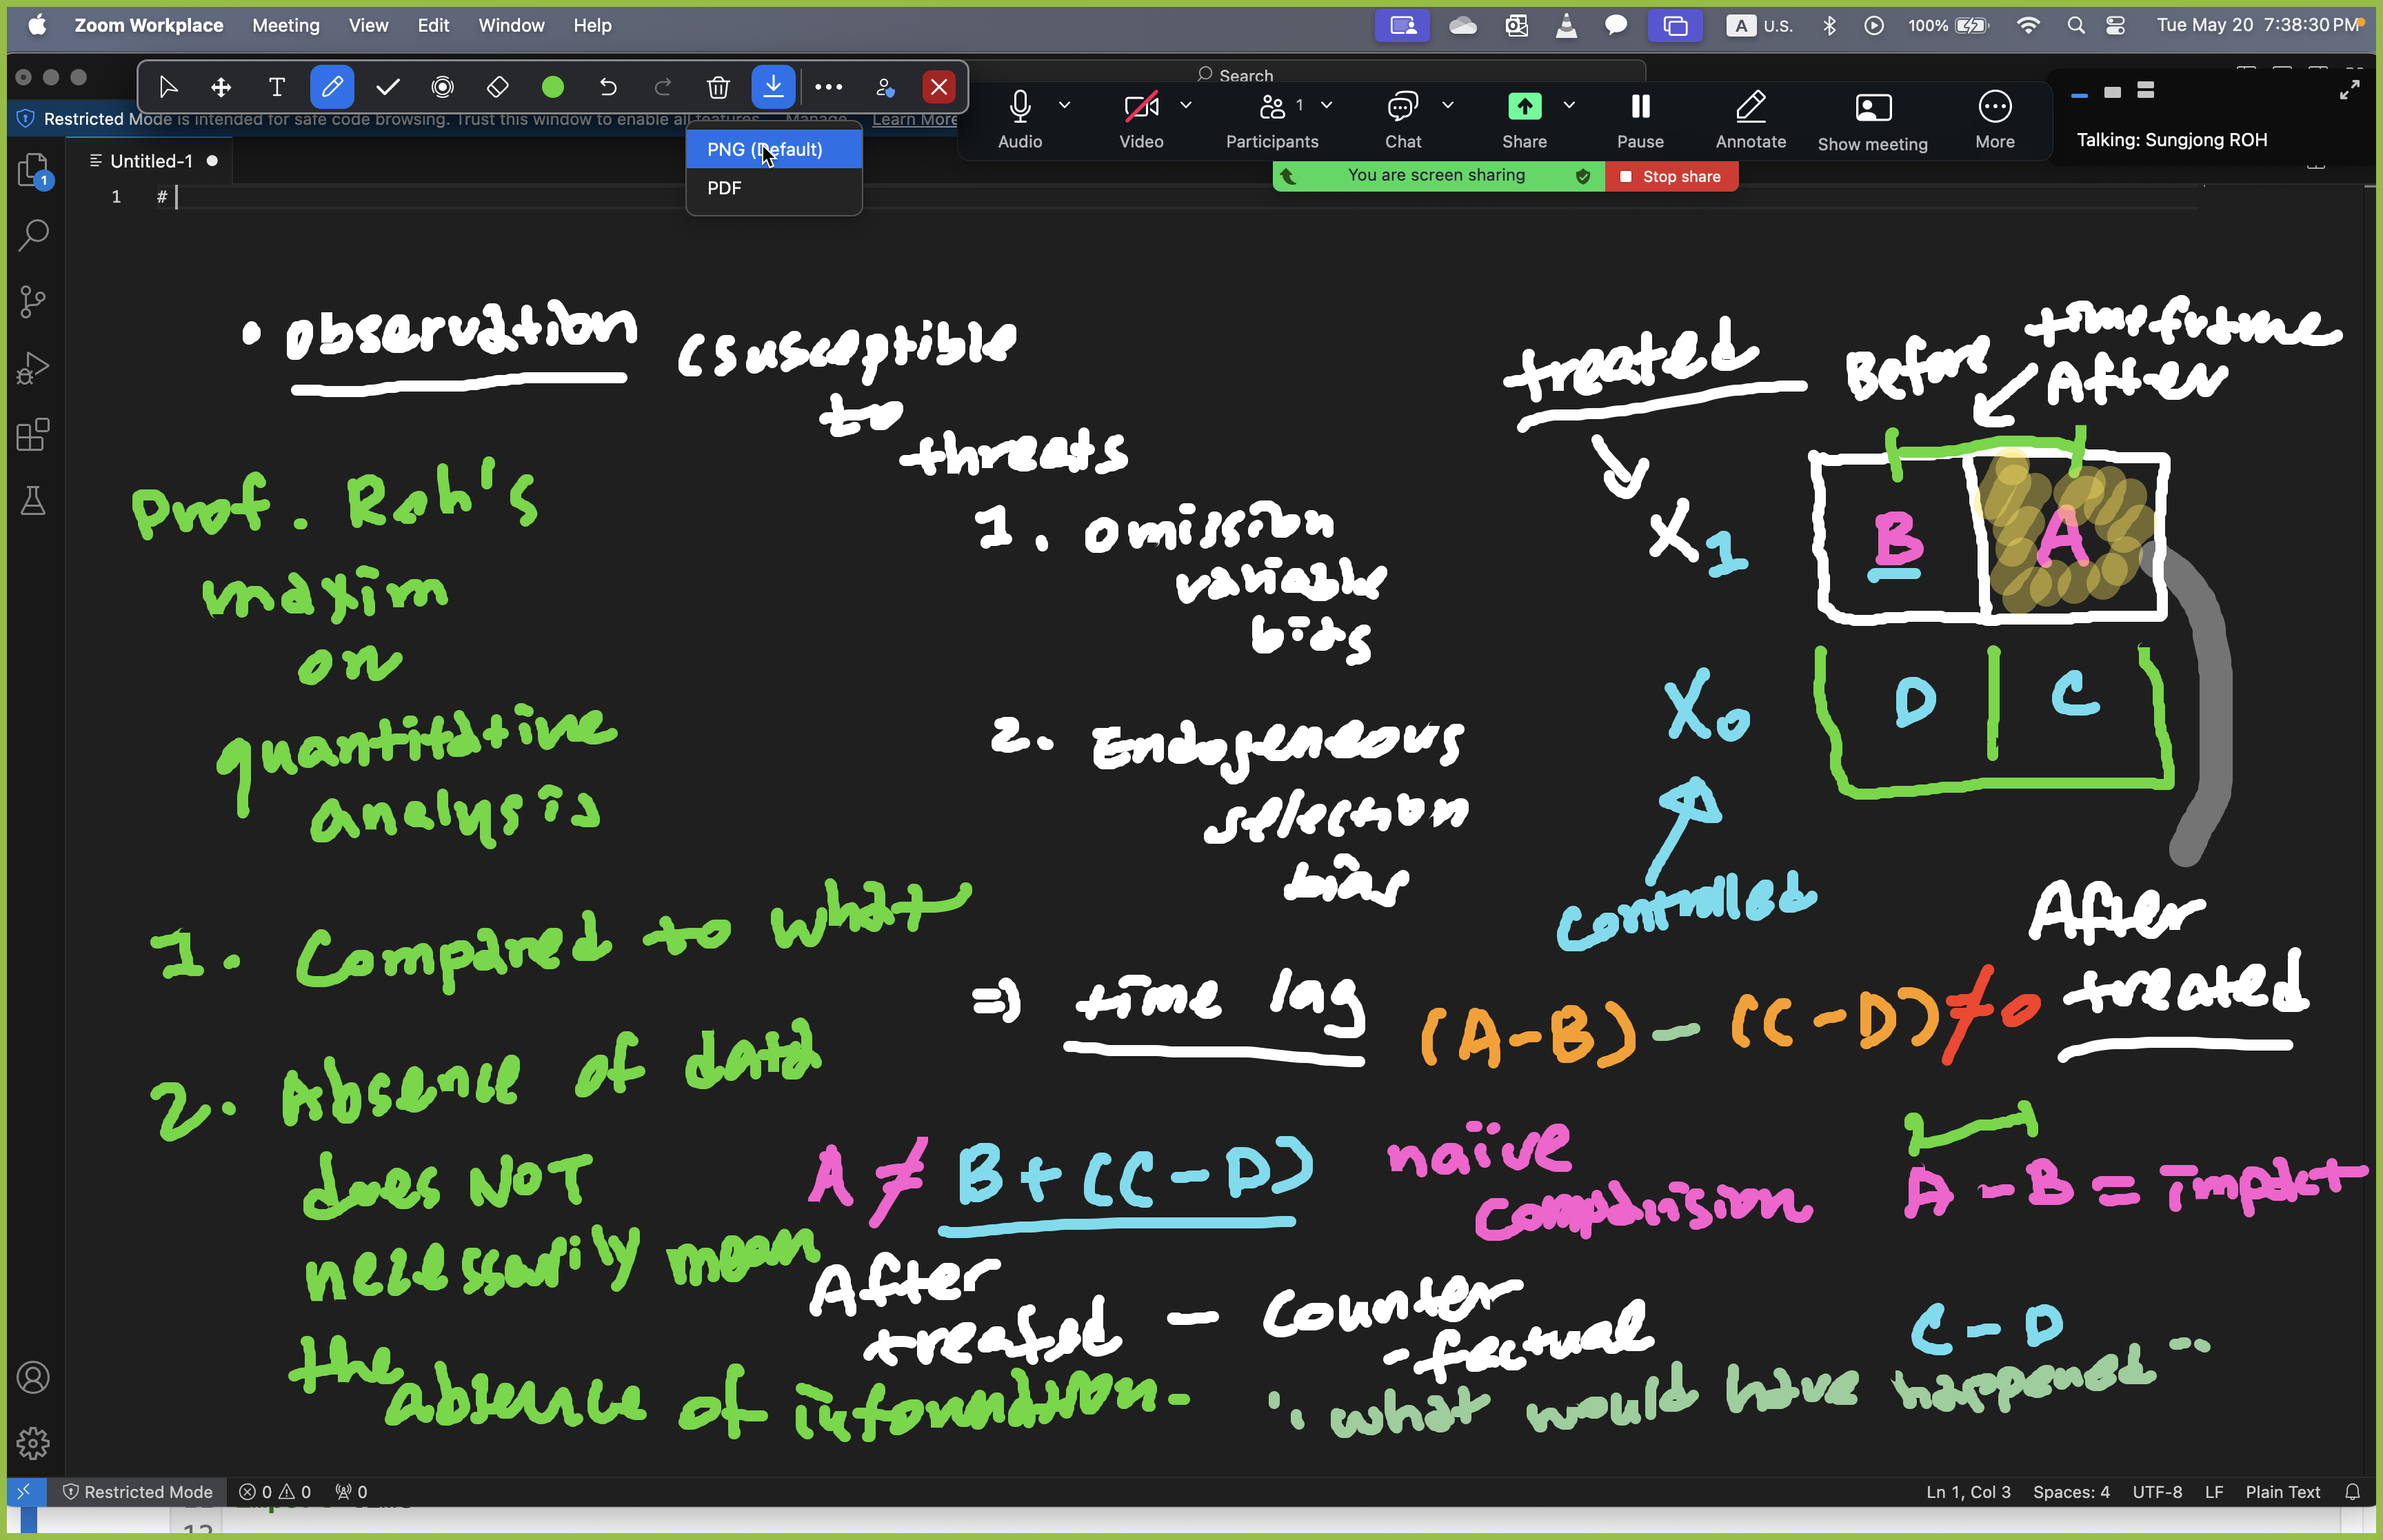 Zoom Workplace Meeting View Edit Window Help
A U.S. 100% Tue May 20 7:38:30 PM
Search
Restricted Mode is intended for safe code browsing. Trust this window to enable all features. Manage Learn More
Audio Video 1 Participants Chat Share Pause Annotate Show meeting More
Talking: Sungjong ROH
PNG (Default)
PDF
You are screen sharing Stop share
1
Untitled-1
1 #
• observation (susceptible
to
threats
1. omission
variable
bias
2. Endogeneous
selection
bias
=) time lag
Prof. Roh's
maxim
on
quantitative
analysis
1. Compared to what
2. Absence of data
does NOT
necessarily mean
the absence of information-
treated Before After
timeframe
X1 B A
X0 D C
Controlled
After
treated
(A-B) - (C-D) ≠ 0
A ≠ B + (C-D)
naïve
comparision
A - B = impact
After
treated - Counter
-factual
C - D
: what would have happened --
Restricted Mode 0 0 0
Ln 1, Col 3 Spaces: 4 UTF-8 LF Plain Text